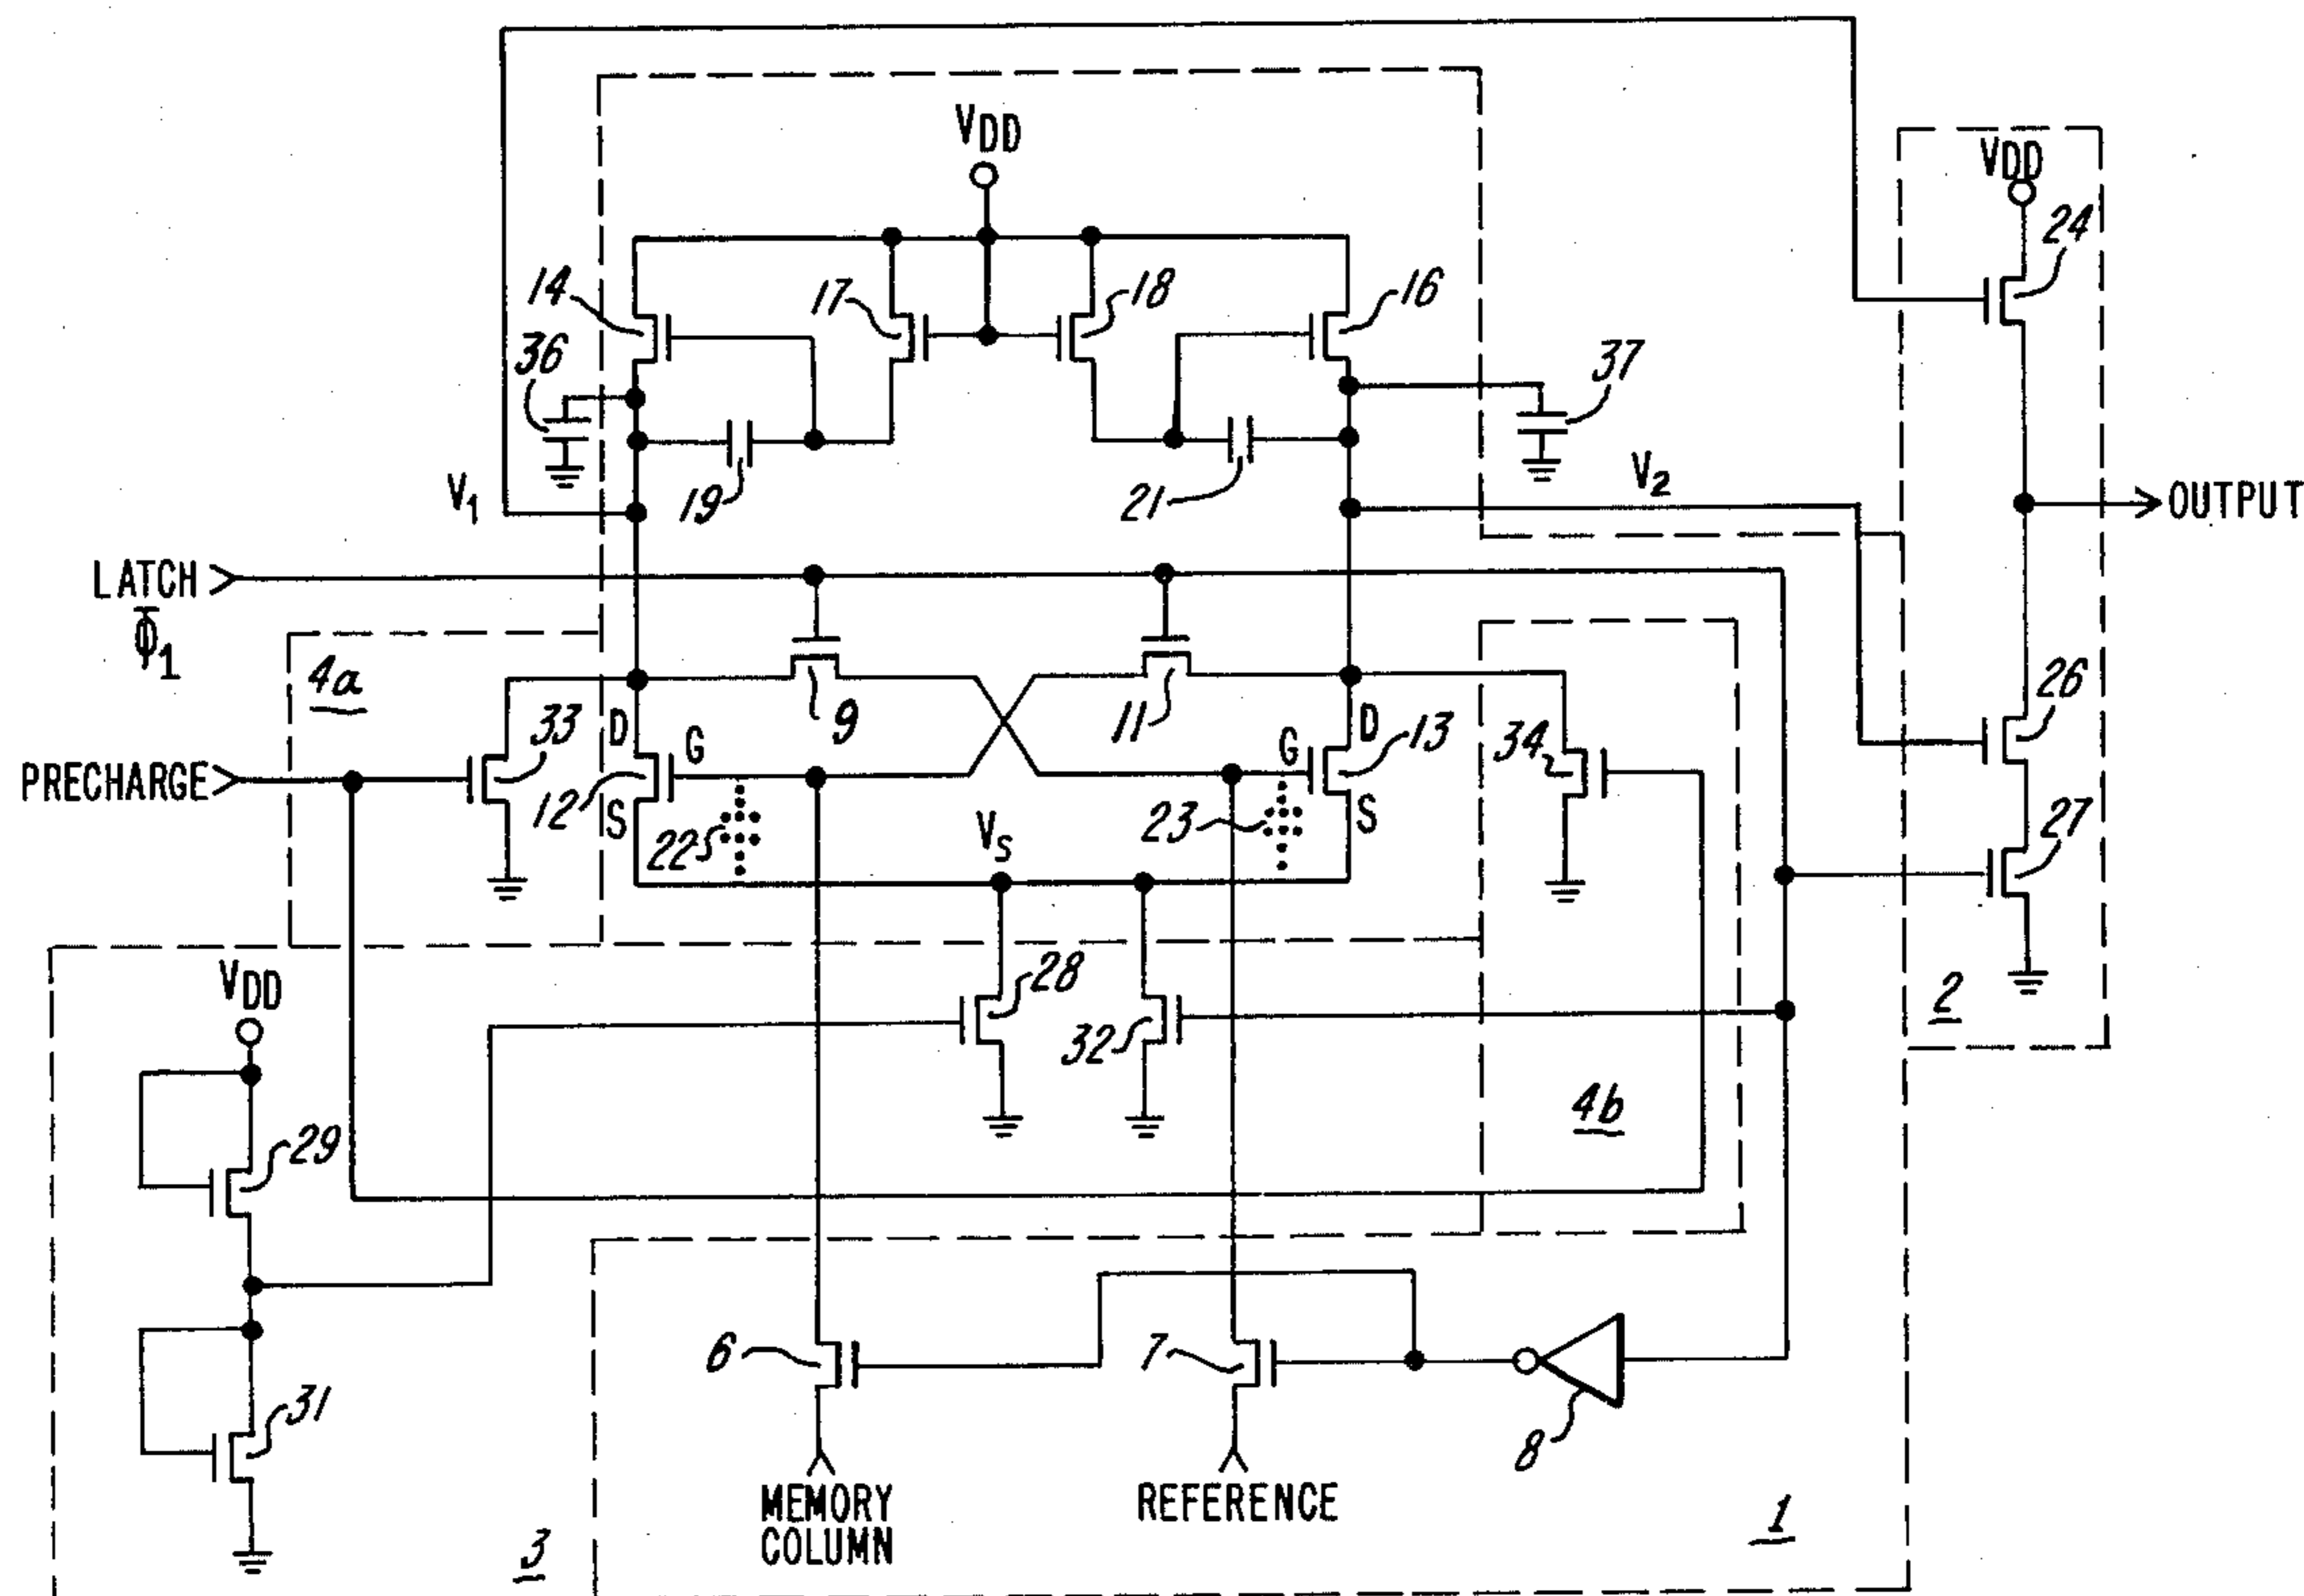 VDD
VDD
24
14
17
18
16
36
37
19
21
V1
V2
OUTPUT
LATCH
Φ̅1
4a
9
11
26
33
D
G
12
S
22
VS
23
G
D
13
S
34
27
PRECHARGE
28
32
2
VDD
29
4b
31
6
7
8
MEMORY
COLUMN
REFERENCE
3
1